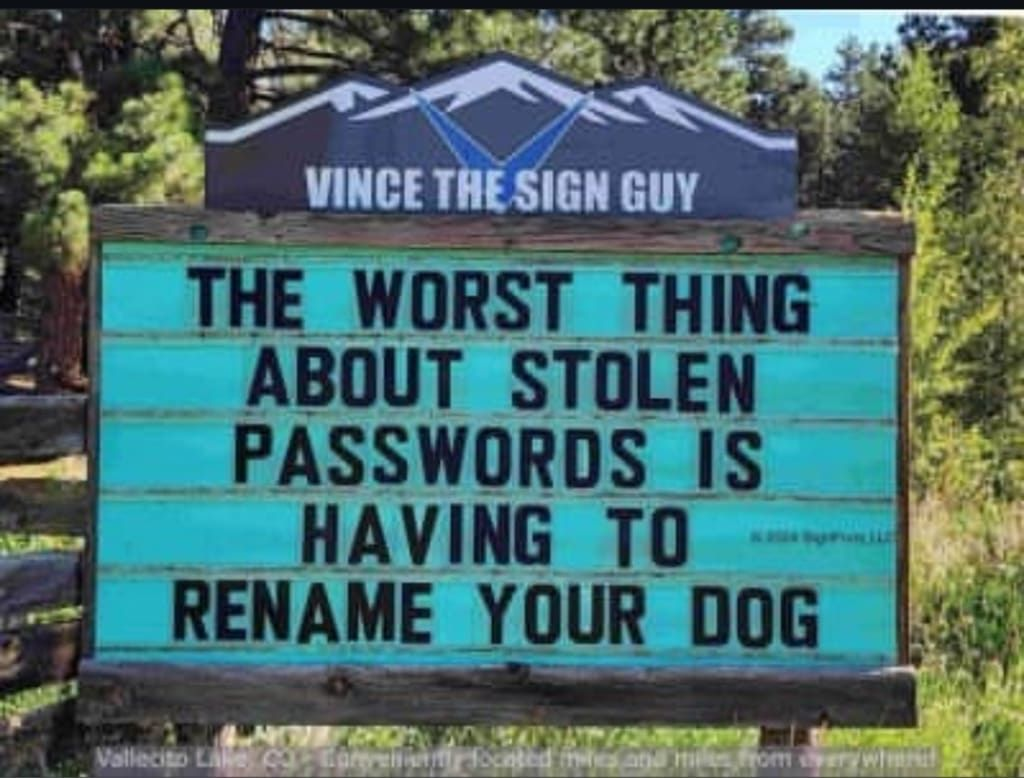 VINCE THE SIGN GUY
THE WORST THING
ABOUT STOLEN
PASSWORDS IS
HAVING TO
© 2024 SignPosts, LLC
RENAME YOUR DOG
Vallecito Lake, CO - Conveniently located miles and miles from everywhere!